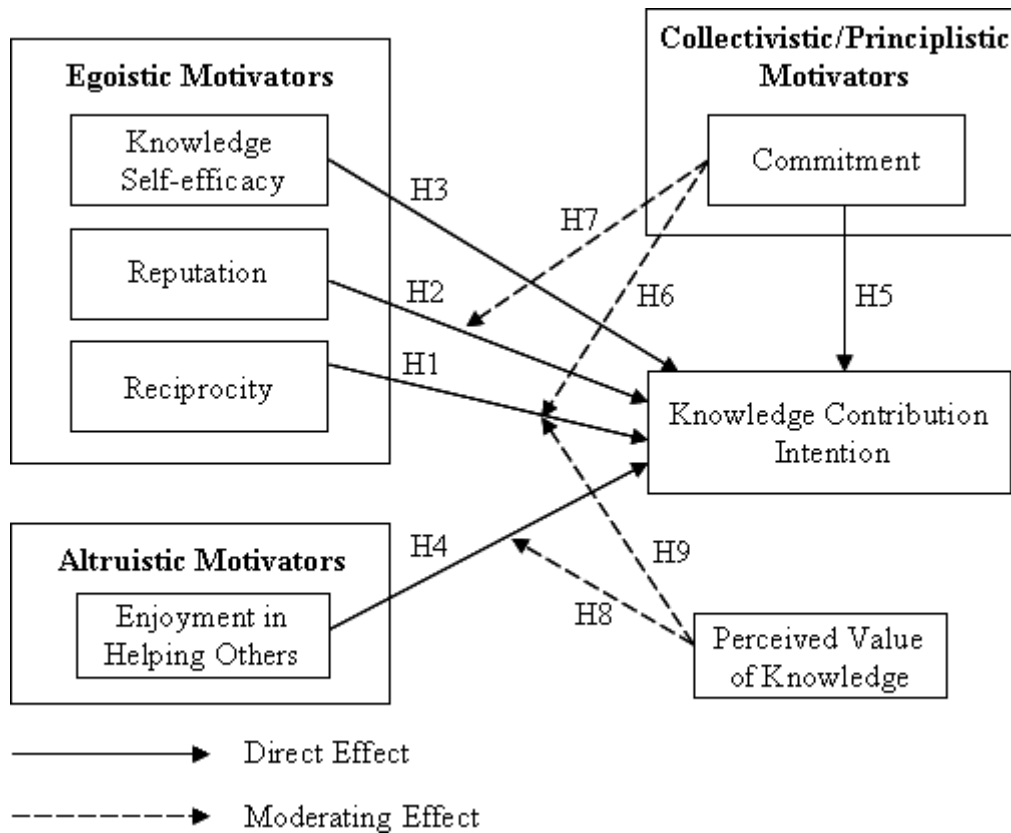 Egoistic Motivators
Knowledge
Self-efficacy
Reputation
Reciprocity
Collectivistic/Principlistic
Motivators
Commitment
H3
H7
H2
H6
H5
H1
Knowledge Contribution
Intention
Altruistic Motivators
Enjoyment in
Helping Others
H4
H9
H8
Perceived Value
of Knowledge
Direct Effect
Moderating Effect